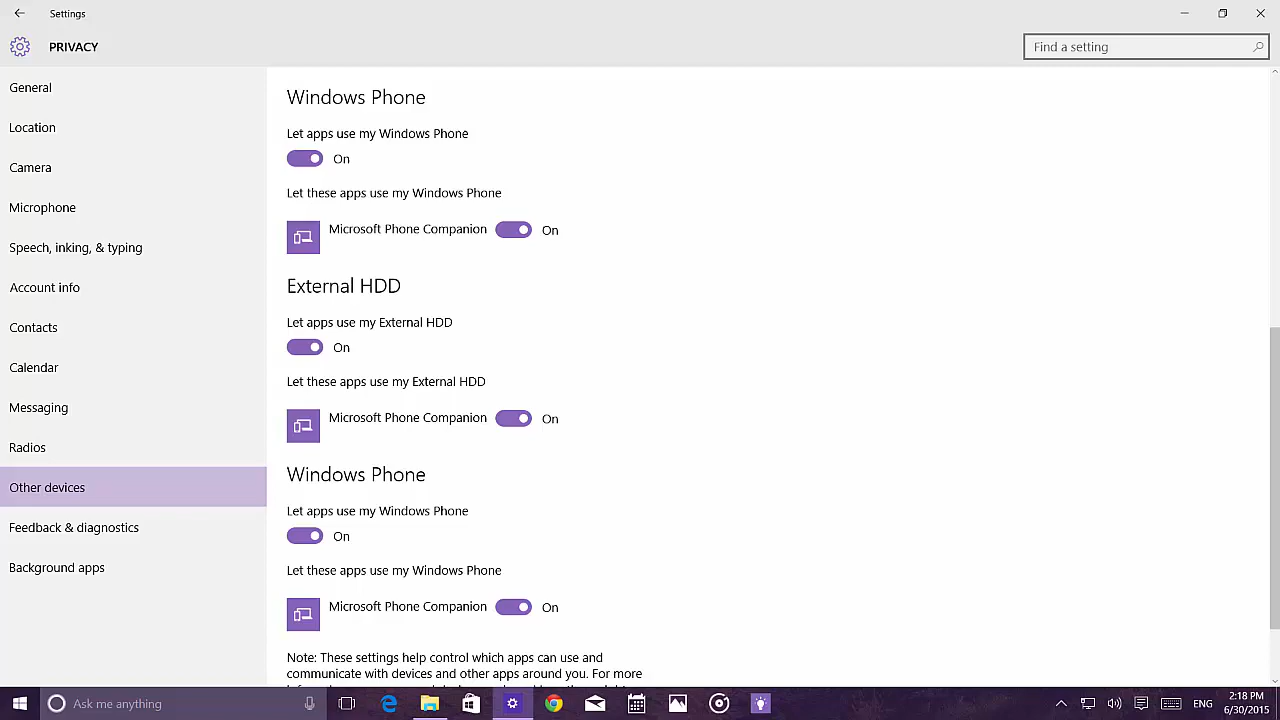 Settings
PRIVACY
Find a setting
General
Location
Camera
Microphone
Speech, inking, & typing
Account info
Contacts
Calendar
Messaging
Radios
Other devices
Feedback & diagnostics
Background apps
Windows Phone
Let apps use my Windows Phone
On
Let these apps use my Windows Phone
Microsoft Phone Companion On
External HDD
Let apps use my External HDD
On
Let these apps use my External HDD
Microsoft Phone Companion On
Windows Phone
Let apps use my Windows Phone
On
Let these apps use my Windows Phone
Microsoft Phone Companion On
Note: These settings help control which apps can use and
communicate with devices and other apps around you. For more
Ask me anything
ENG
2:18 PM
6/30/2015